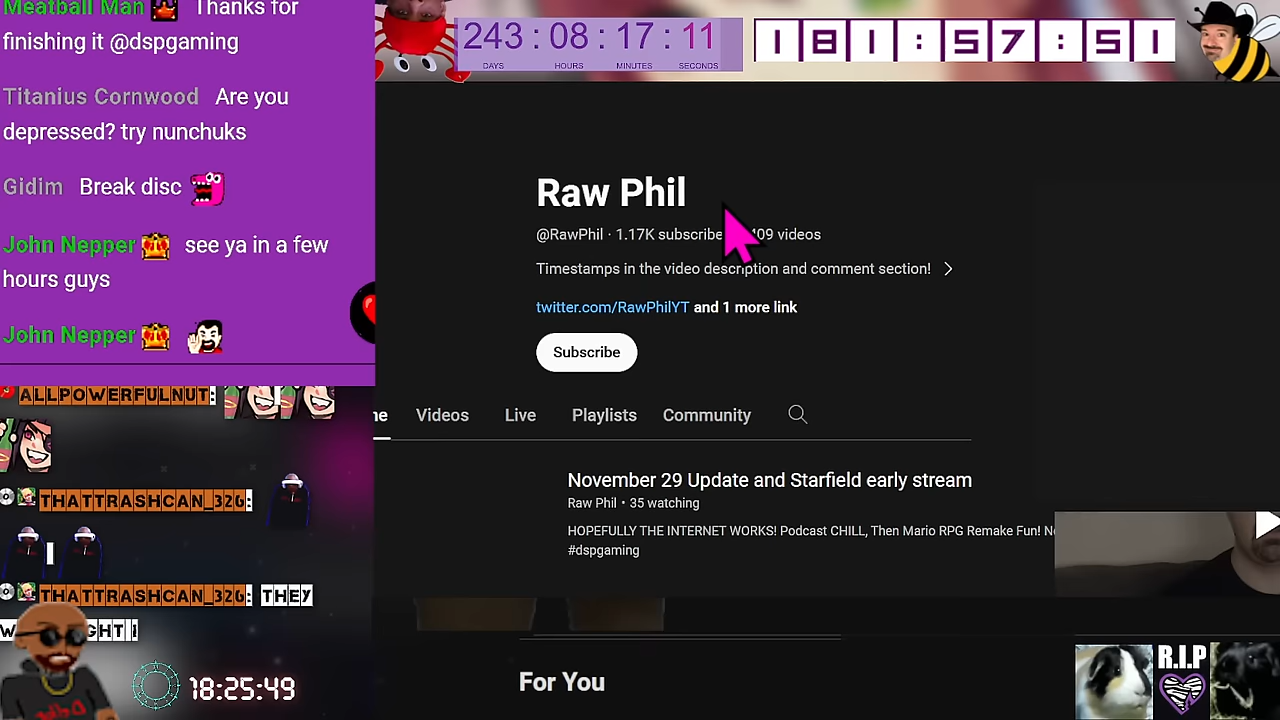 Meatball Man Thanks for
finishing it @dspgaming
Titanius Cornwood Are you
depressed? try nunchuks
Gidim Break disc
John Nepper see ya in a few
hours guys
John Nepper
ALLPOWERFULNUT:
THATTRASHCAN_326:
THATTRASHCAN_326: THEY
18:25:49
243 : 08 : 17 : 11
DAYS HOURS MINUTES SECONDS
181:57:51
Raw Phil
@RawPhil · 1.17K subscribe 409 videos
Timestamps in the video description and comment section!
twitter.com/RawPhilYT and 1 more link
Subscribe
Videos Live Playlists Community
November 29 Update and Starfield early stream
Raw Phil • 35 watching
HOPEFULLY THE INTERNET WORKS! Podcast CHILL, Then Mario RPG Remake Fun!
#dspgaming
For You
R.I.P